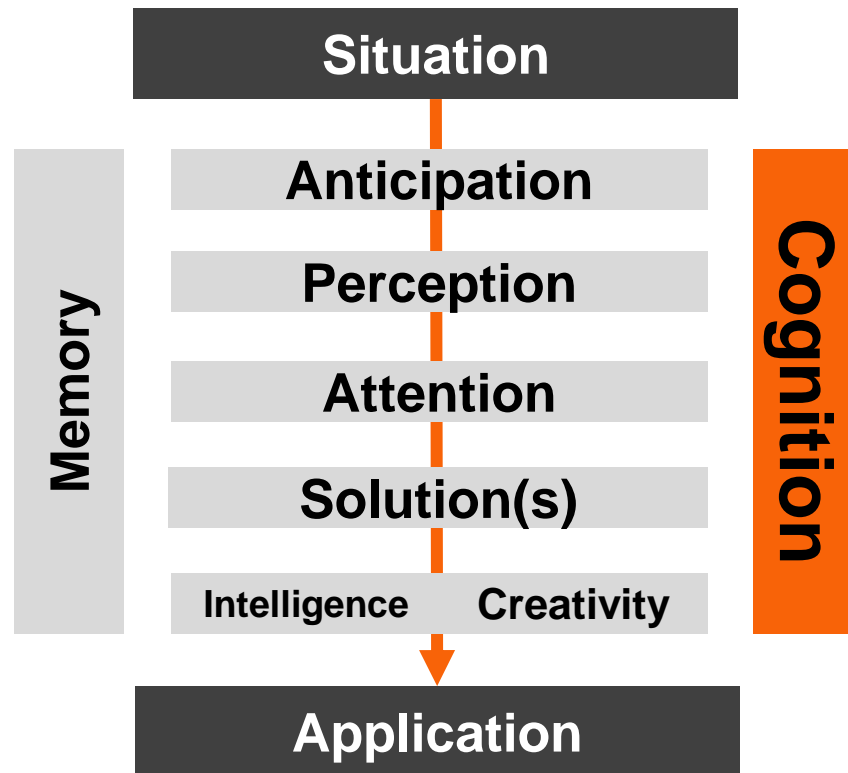 Situation
Anticipation
Perception
Attention
Solution(s)
Intelligence Creativity
Application
Memory
Cognition